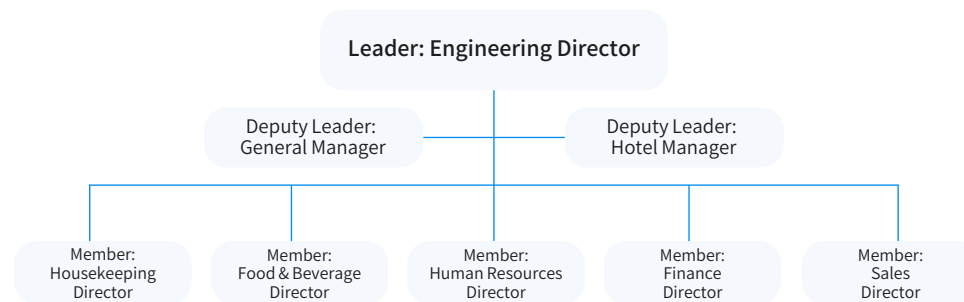 Leader: Engineering Director
Deputy Leader:
General Manager
Deputy Leader:
Hotel Manager
Member:
Housekeeping
Director
Member:
Food & Beverage
Director
Member:
Human Resources
Director
Member:
Finance
Director
Member:
Sales
Director